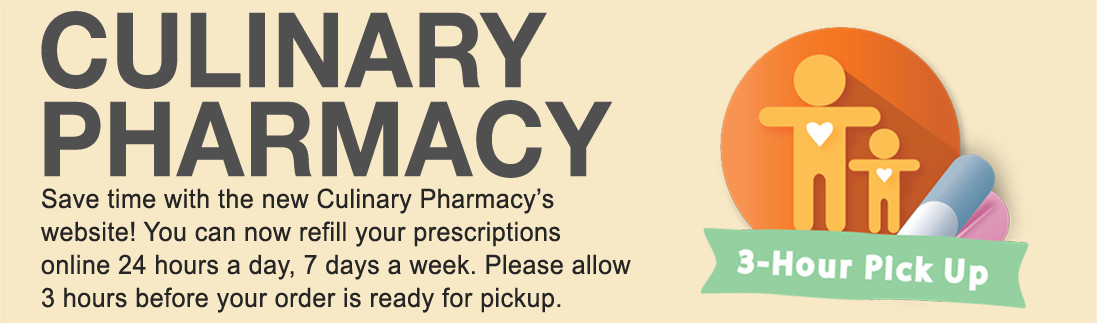 CULINARY
PHARMACY
Save time with the new Culinary Pharmacy’s
website! You can now refill your prescriptions
online 24 hours a day, 7 days a week. Please allow
3 hours before your order is ready for pickup.
3-Hour PIck Up